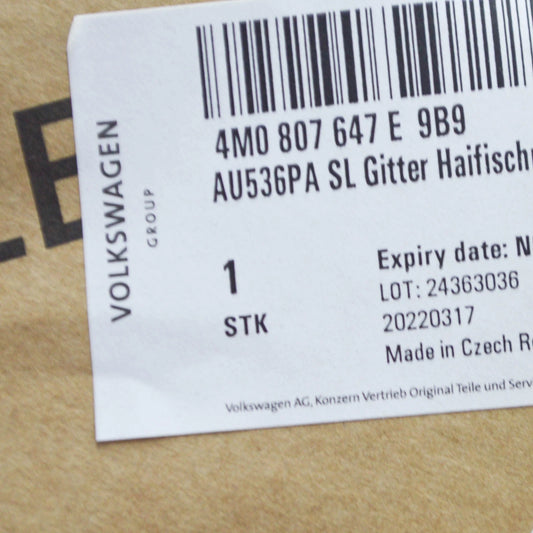 VOLKSWAGEN
GROUP
4M0 807 647 E 9B9
AU536PA SL Gitter Haifisch
1
STK
Expiry date: N
LOT: 24363036
20220317
Made in Czech R
Volkswagen AG, Konzern Vertrieb Original Teile und Serv
LE